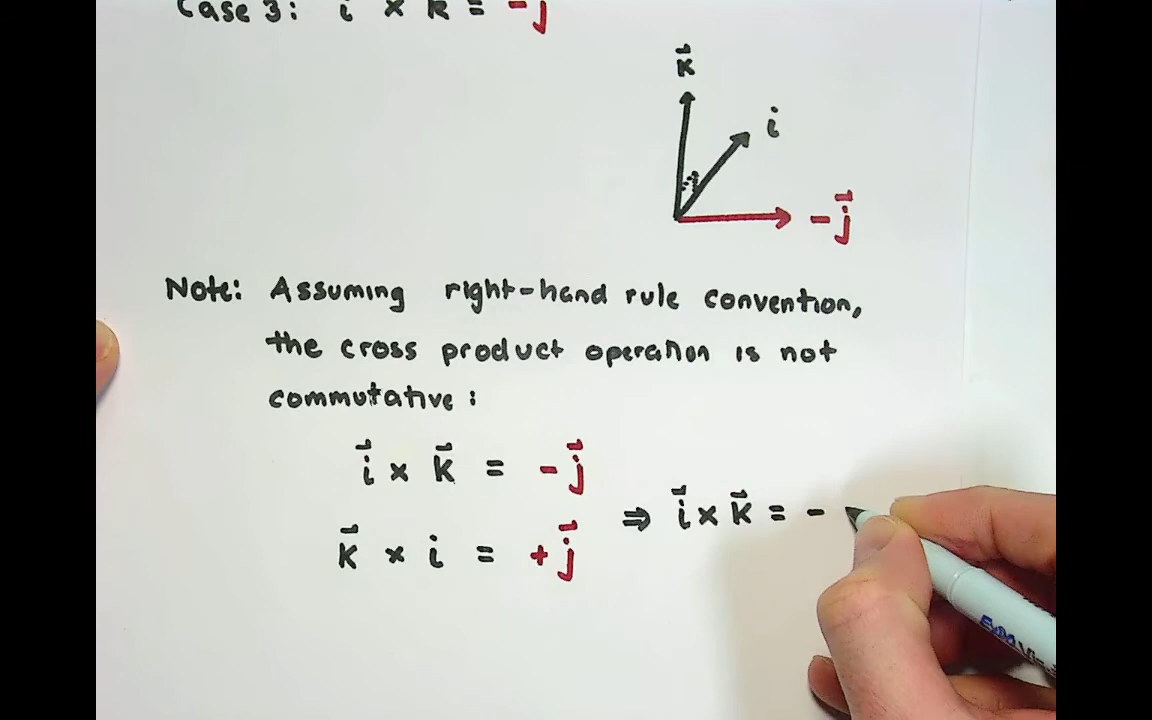 Case 3: i × k = -j
k⃗
i
-j⃗
Note: Assuming right-hand rule convention,
the cross product operation is not
commutative:
i⃗ × k⃗ = -j⃗
k⃗ × i = +j⃗
⇒ i⃗ × k⃗ = -